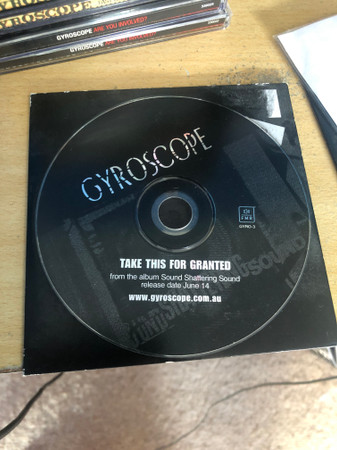 GYROSCOPE
GYROSCOPE ARE YOU INVOLVED?
GYROSCOPE
GYROSCOPE
GYRO-3
TAKE THIS FOR GRANTED
from the album Sound Shattering Sound
release date June 14
www.gyroscope.com.au
SOUND